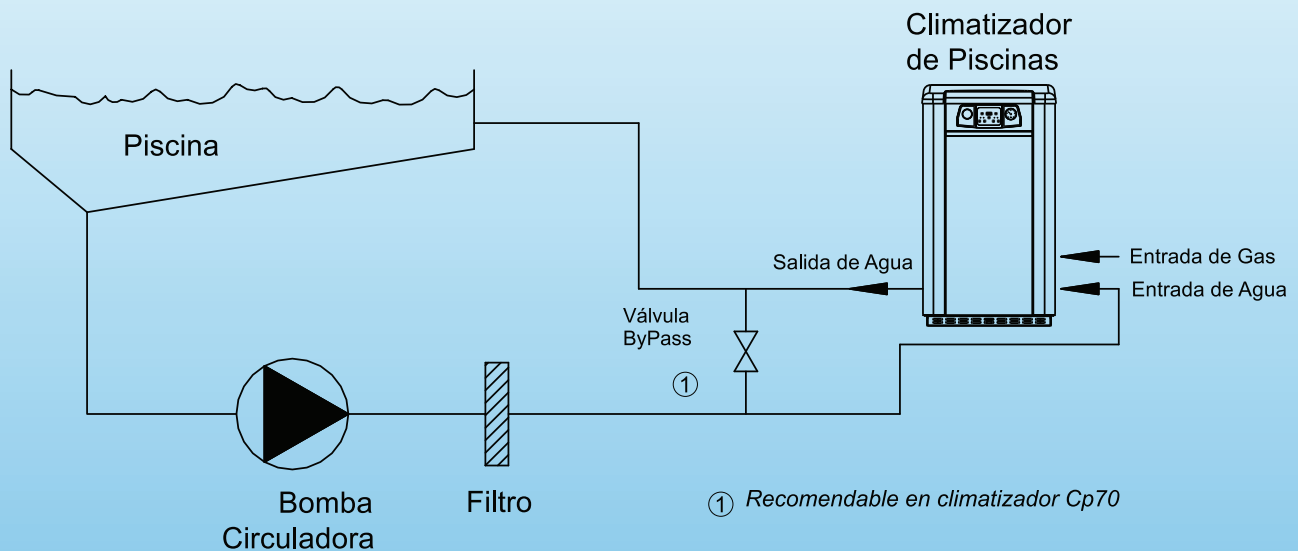 Climatizador
de Piscinas
Piscina
Salida de Agua
Entrada de Gas
Entrada de Agua
Válvula
ByPass
①
Bomba
Circuladora
Filtro
① Recomendable en climatizador Cp70